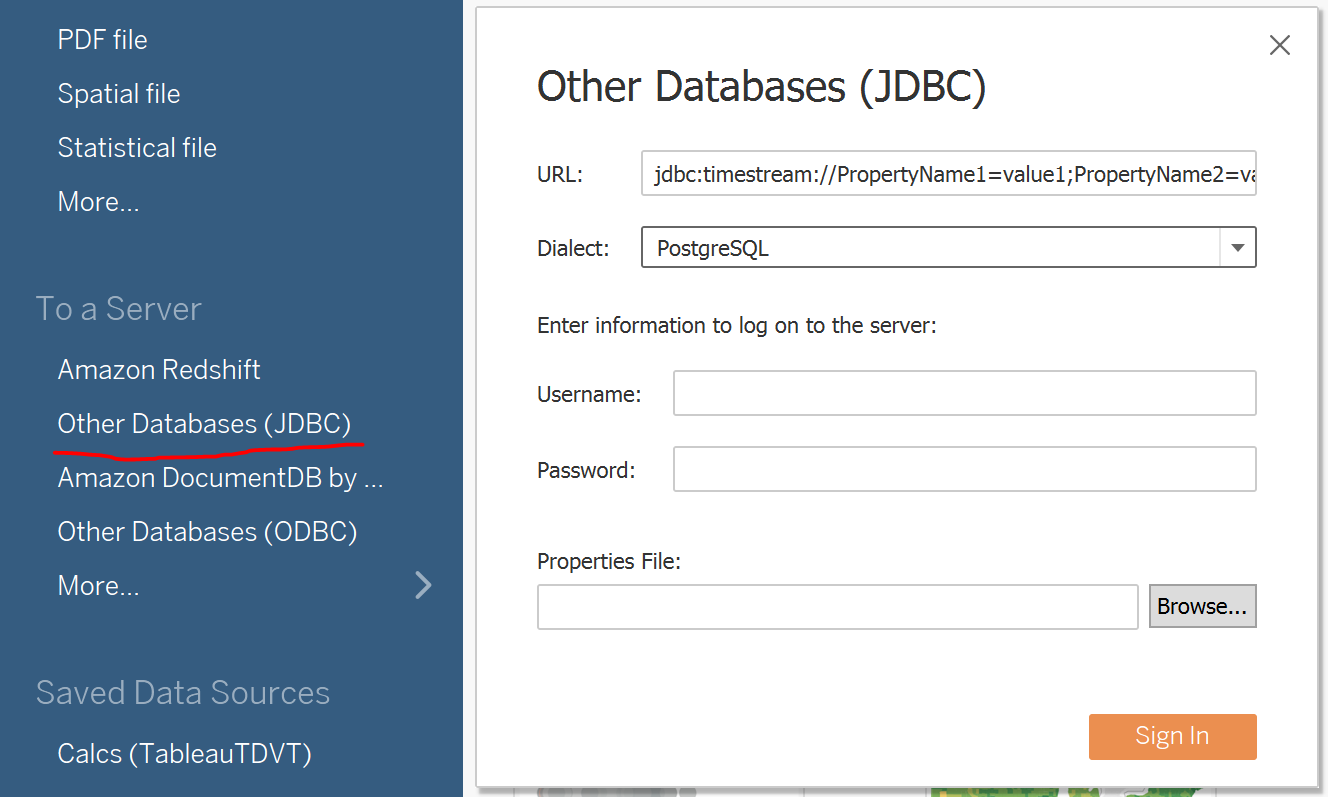 PDF file
Spatial file
Statistical file
More...
To a Server
Amazon Redshift
Other Databases (JDBC)
Amazon DocumentDB by ...
Other Databases (ODBC)
More...
Saved Data Sources
Calcs (TableauTDVT)
Other Databases (JDBC)
URL: jdbc:timestream://PropertyName1=value1;PropertyName2=va
Dialect: PostgreSQL
Enter information to log on to the server:
Username:
Password:
Properties File:
Browse...
Sign In